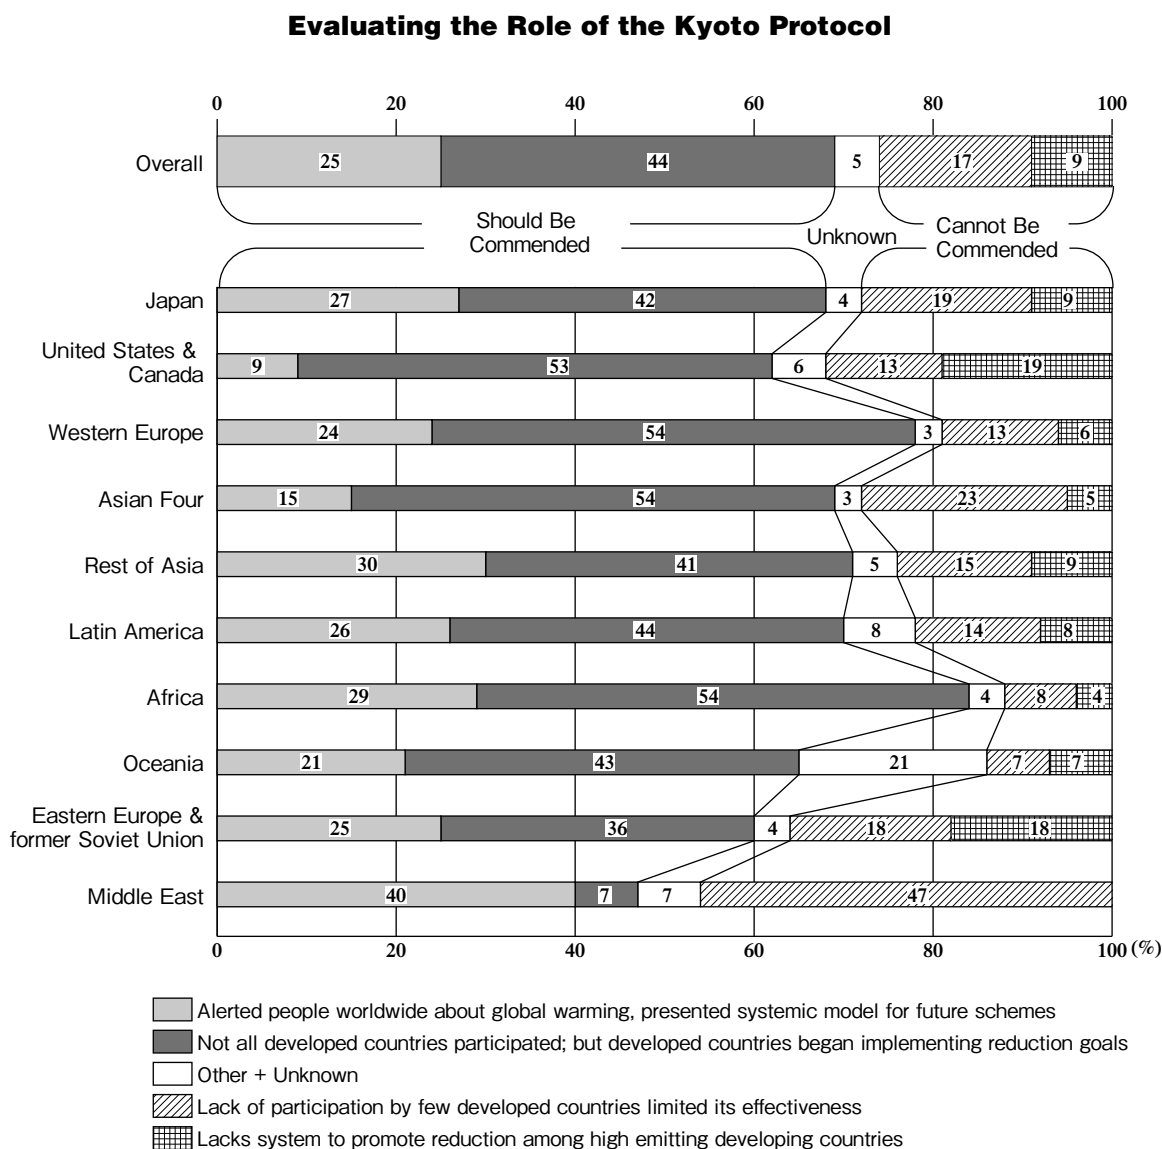 Evaluating the Role of the Kyoto Protocol
0 20 40 60 80 100
Overall 25 44 5 17 9
Should Be
Commended
Unknown
Cannot Be
Commended
Japan 27 42 4 19 9
United States &
Canada 9 53 6 13 19
Western Europe 24 54 3 13 6
Asian Four 15 54 3 23 5
Rest of Asia 30 41 5 15 9
Latin America 26 44 8 14 8
Africa 29 54 4 8 4
Oceania 21 43 21 7 7
Eastern Europe &
former Soviet Union 25 36 4 18 18
Middle East 40 7 7 47
0 20 40 60 80 100 (%)
Alerted people worldwide about global warming, presented systemic model for future schemes
Not all developed countries participated; but developed countries began implementing reduction goals
Other + Unknown
Lack of participation by few developed countries limited its effectiveness
Lacks system to promote reduction among high emitting developing countries